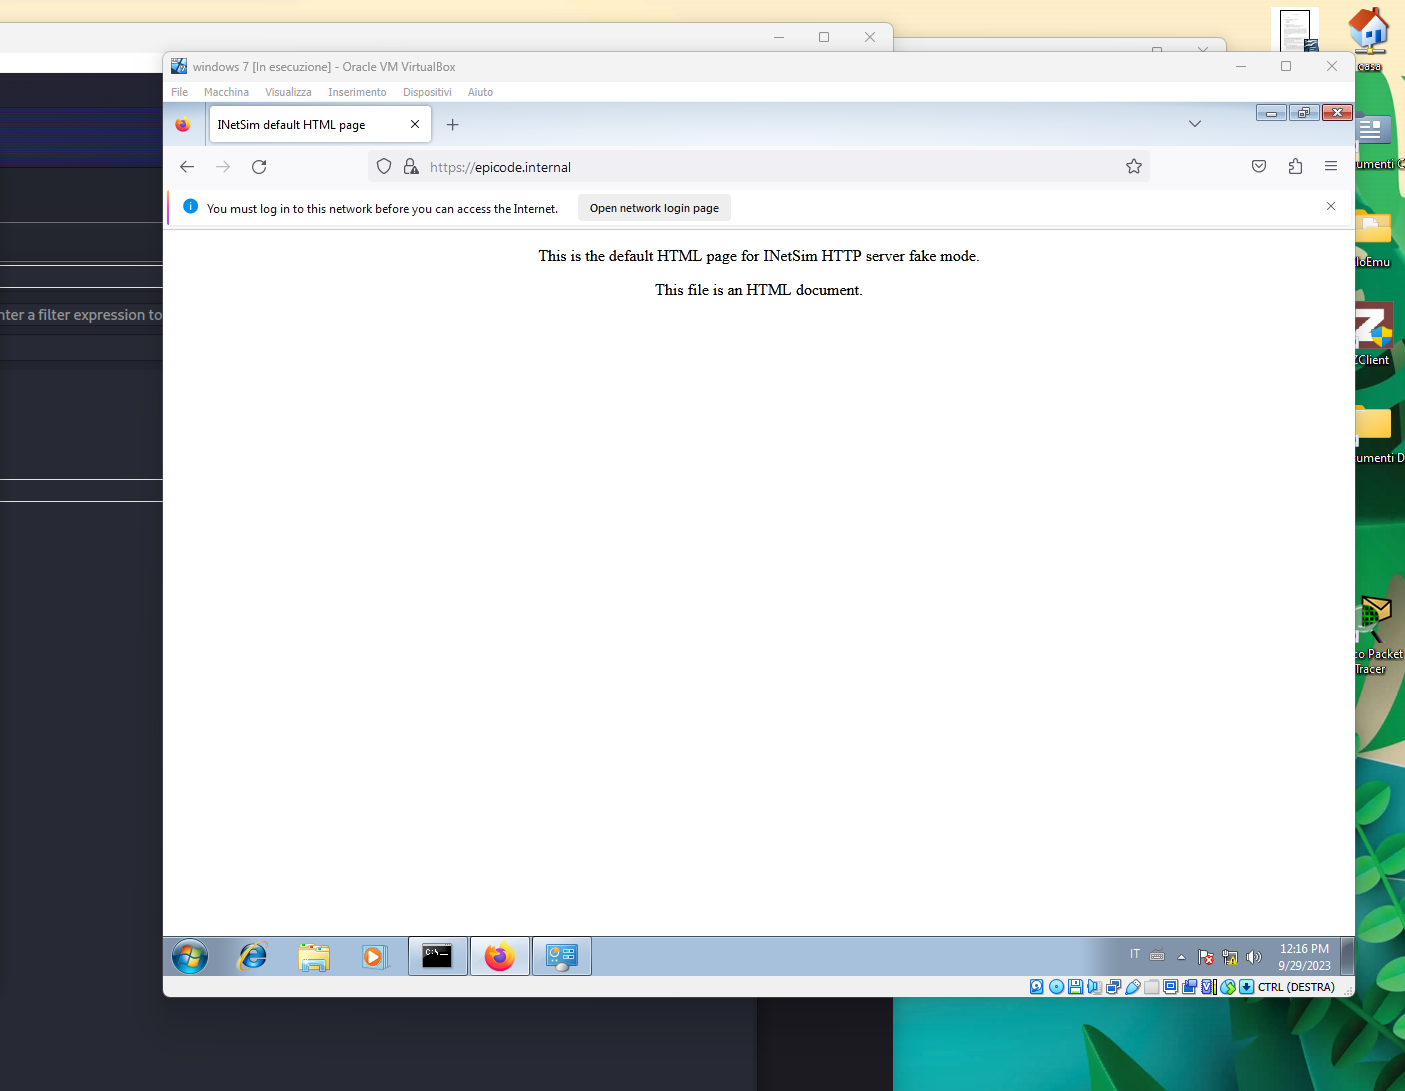 windows 7 [In esecuzione] - Oracle VM VirtualBox
File Macchina Visualizza Inserimento Dispositivi Aiuto
INetSim default HTML page
https://epicode.internal
You must log in to this network before you can access the Internet. Open network login page
This is the default HTML page for INetSim HTTP server fake mode.
This file is an HTML document.
nter a filter expression to
casa
umenti
loEmu
ZClient
umenti D
co Packet
Tracer
C:\_
IT
12:16 PM
9/29/2023
CTRL (DESTRA)